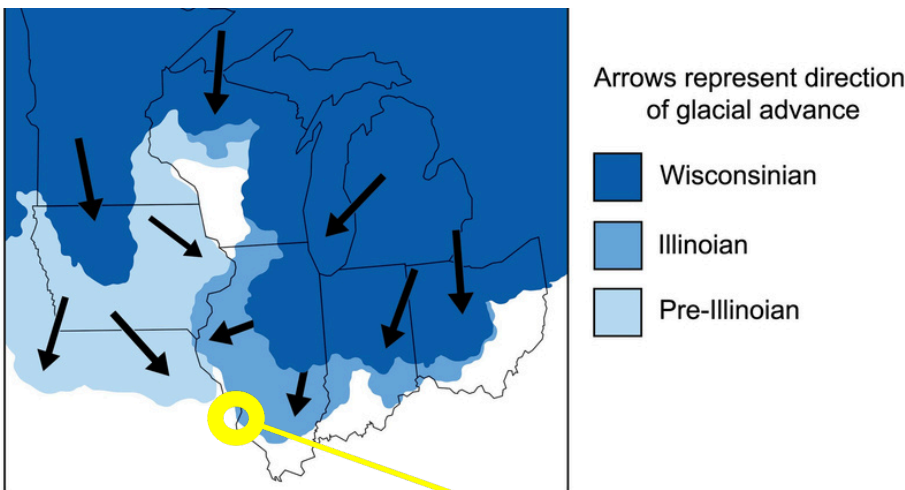 Arrows represent direction
of glacial advance
Wisconsinian
Illinoian
Pre-Illinoian